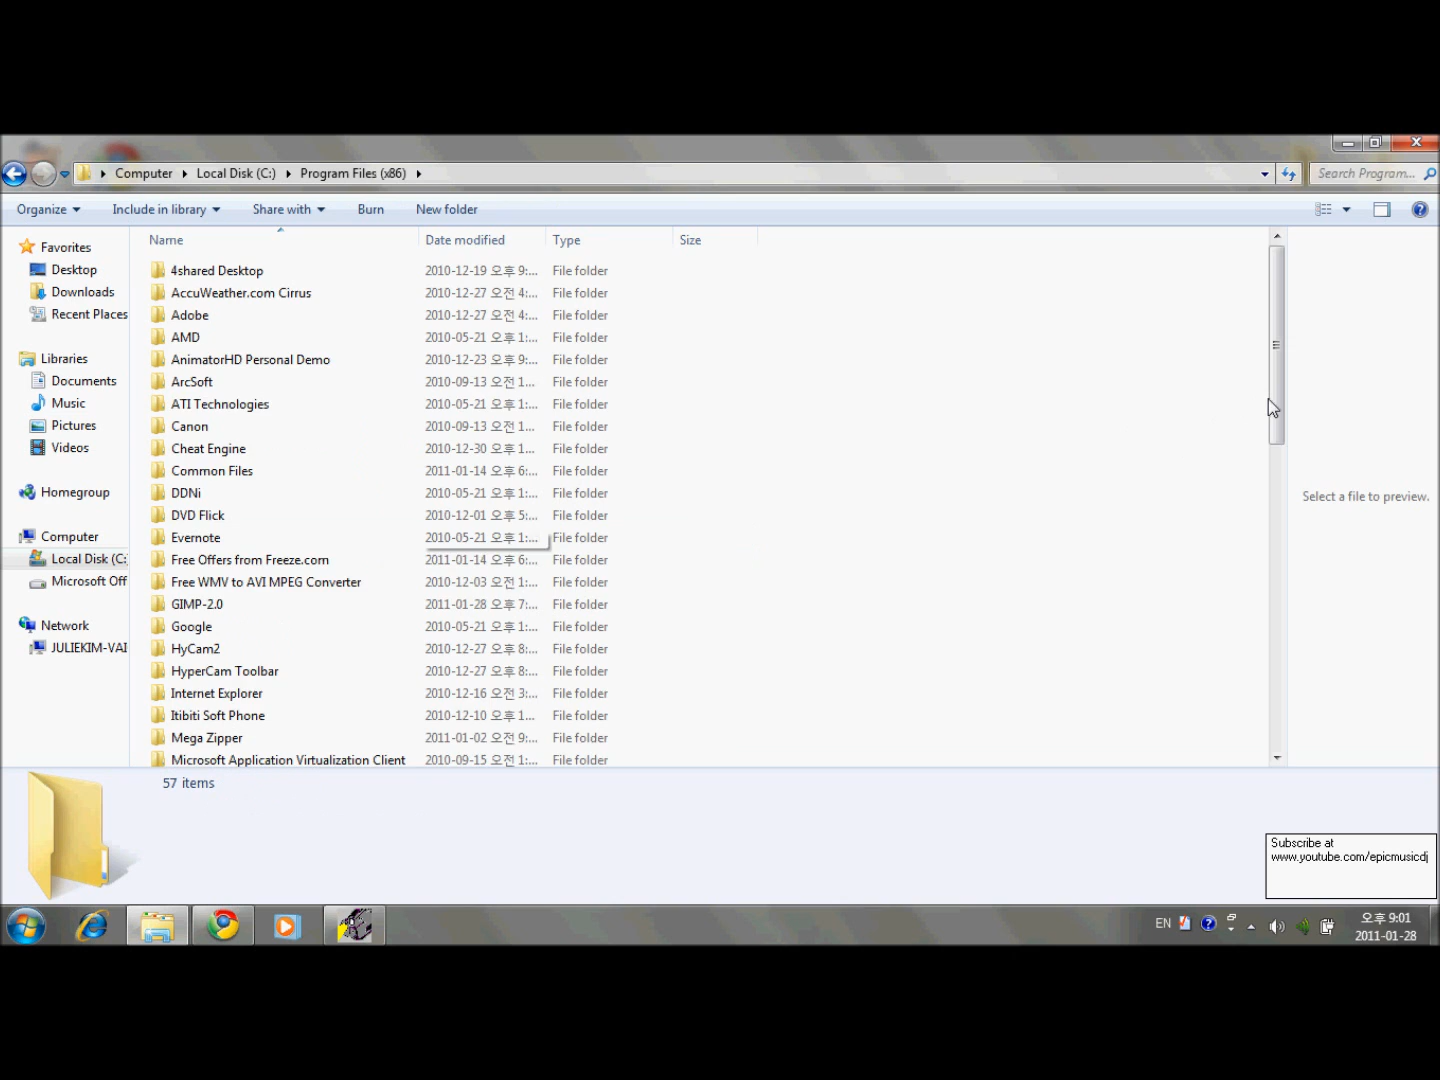 Computer Local Disk (C:) Program Files (x86) Search Program...
Organize Include in library Share with Burn New folder
Name Date modified Type Size
Favorites
Desktop
Downloads
Recent Places
Libraries
Documents
Music
Pictures
Videos
Homegroup
Computer
Local Disk (C:
Microsoft Off
Network
JULIEKIM-VAI
4shared Desktop 2010-12-19 오후 9:... File folder
AccuWeather.com Cirrus 2010-12-27 오전 4:... File folder
Adobe 2010-12-27 오전 4:... File folder
AMD 2010-05-21 오후 1:... File folder
AnimatorHD Personal Demo 2010-12-23 오후 9:... File folder
ArcSoft 2010-09-13 오전 1... File folder
ATI Technologies 2010-05-21 오후 1:... File folder
Canon 2010-09-13 오전 1... File folder
Cheat Engine 2010-12-30 오후 1... File folder
Common Files 2011-01-14 오후 6:... File folder
DDNi 2010-05-21 오후 1:... File folder
DVD Flick 2010-12-01 오후 5:... File folder
Evernote 2010-05-21 오후 1:... File folder
Free Offers from Freeze.com 2011-01-14 오후 6:... File folder
Free WMV to AVI MPEG Converter 2010-12-03 오전 1:... File folder
GIMP-2.0 2011-01-28 오후 7:... File folder
Google 2010-05-21 오후 1:... File folder
HyCam2 2010-12-27 오후 8:... File folder
HyperCam Toolbar 2010-12-27 오후 8:... File folder
Internet Explorer 2010-12-16 오전 3:... File folder
Itibiti Soft Phone 2010-12-10 오후 1... File folder
Mega Zipper 2011-01-02 오전 9:... File folder
Microsoft Application Virtualization Client 2010-09-15 오전 1:... File folder
Select a file to preview.
57 items
Subscribe at
www.youtube.com/epicmusicdj
EN
오후 9:01
2011-01-28